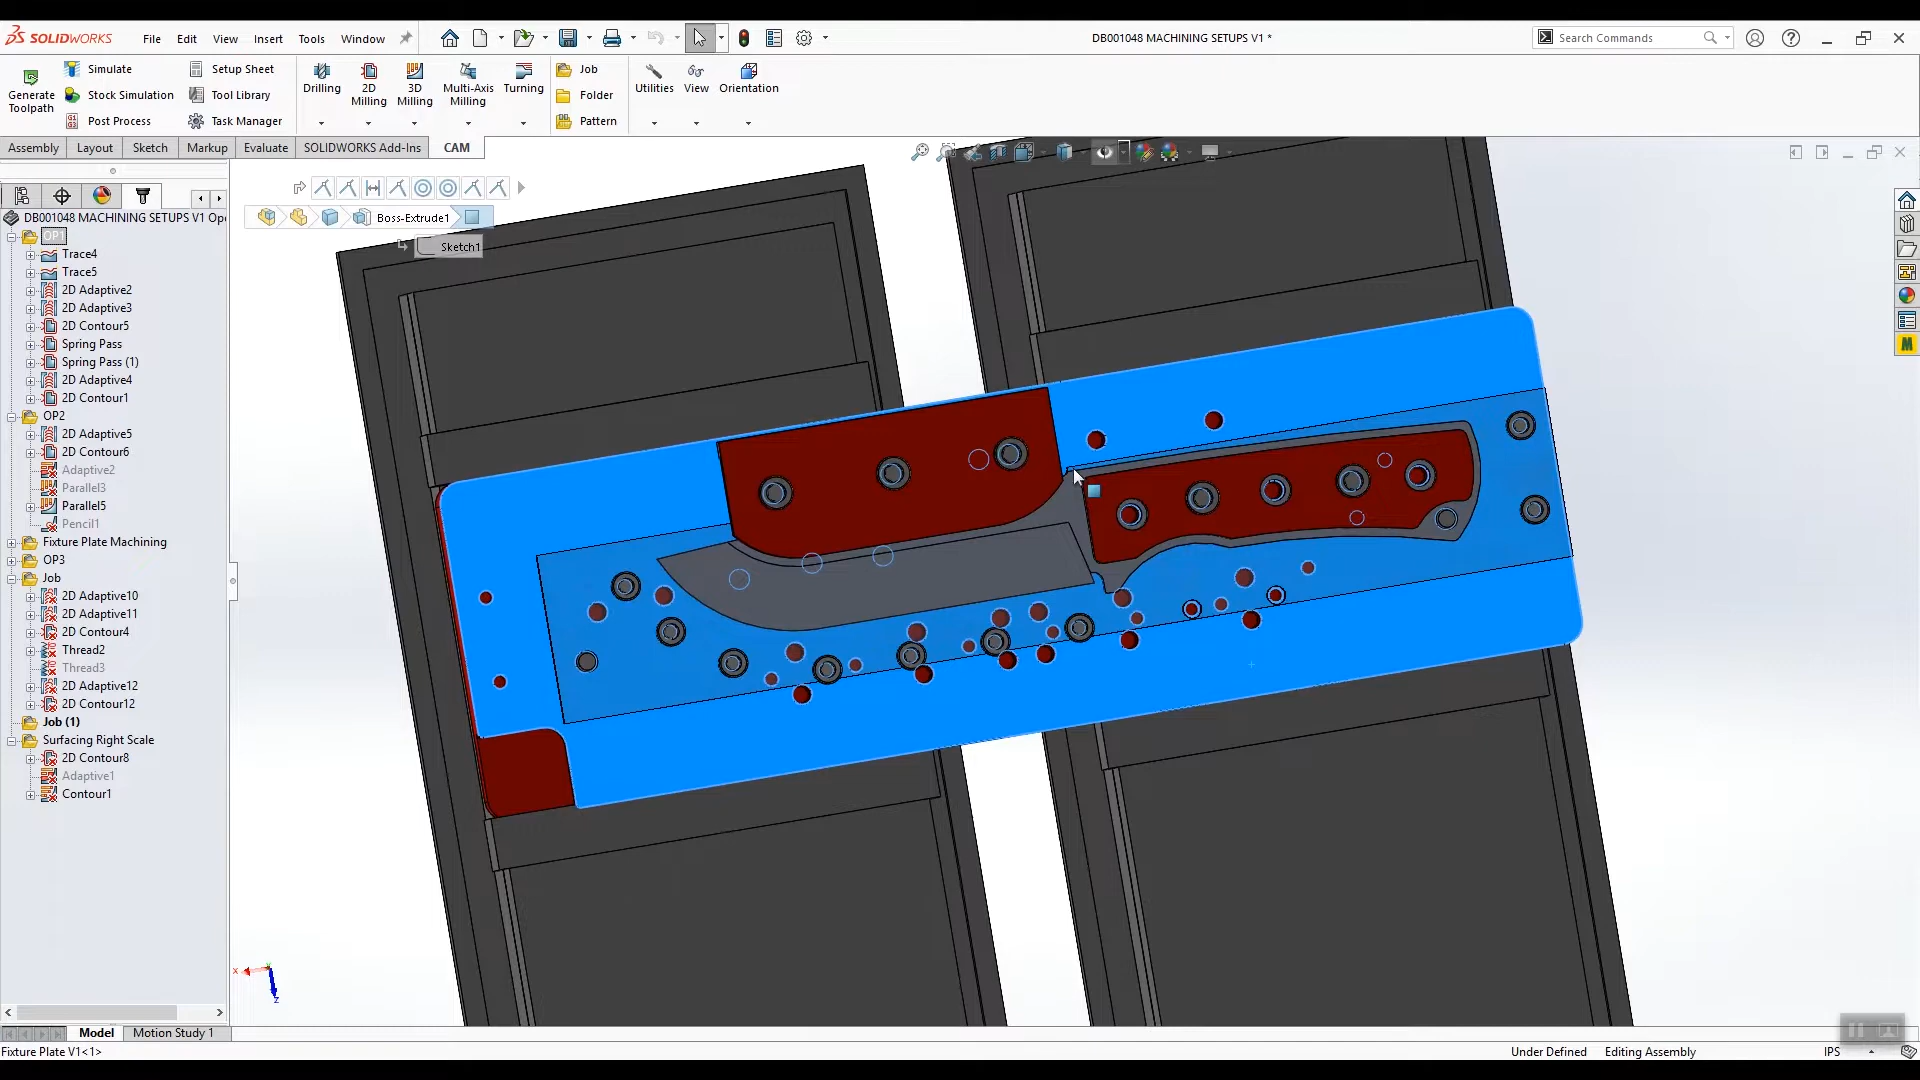 SOLIDWORKS File Edit View Insert Tools Window
DB001048 MACHINING SETUPS V1 *
Search Commands
Generate Toolpath
Simulate
Stock Simulation
Post Process
Setup Sheet
Tool Library
Task Manager
Drilling
2D Milling
3D Milling
Multi-Axis Milling
Turning
Job
Folder
Pattern
Utilities
View
Orientation
Assembly Layout Sketch Markup Evaluate SOLIDWORKS Add-Ins CAM
Boss-Extrude1
Sketch1
DB001048 MACHINING SETUPS V1 Ope
OP1
Trace4
Trace5
2D Adaptive2
2D Adaptive3
2D Contour5
Spring Pass
Spring Pass (1)
2D Adaptive4
2D Contour1
OP2
2D Adaptive5
2D Contour6
Adaptive2
Parallel3
Parallel5
Pencil1
Fixture Plate Machining
OP3
Job
2D Adaptive10
2D Adaptive11
2D Contour4
Thread2
Thread3
2D Adaptive12
2D Contour12
Job (1)
Surfacing Right Scale
2D Contour8
Adaptive1
Contour1
M
x
z
Model Motion Study 1
Fixture Plate V1<1>
Under Defined Editing Assembly IPS